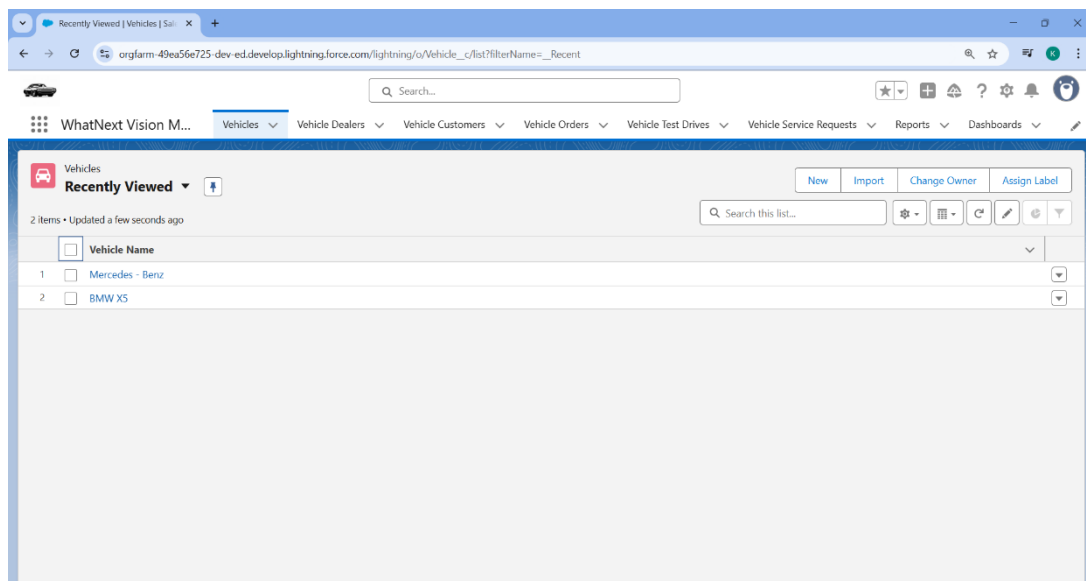 Recently Viewed | Vehicles | Sal
orgfarm-49ea56e725-dev-ed.develop.lightning.force.com/lightning/o/Vehicle__c/list?filterName=__Recent
K
Search...
WhatNext Vision M... Vehicles Vehicle Dealers Vehicle Customers Vehicle Orders Vehicle Test Drives Vehicle Service Requests Reports Dashboards
Vehicles
Recently Viewed
New Import Change Owner Assign Label
2 items • Updated a few seconds ago
Search this list...
Vehicle Name
1 Mercedes - Benz
2 BMW X5